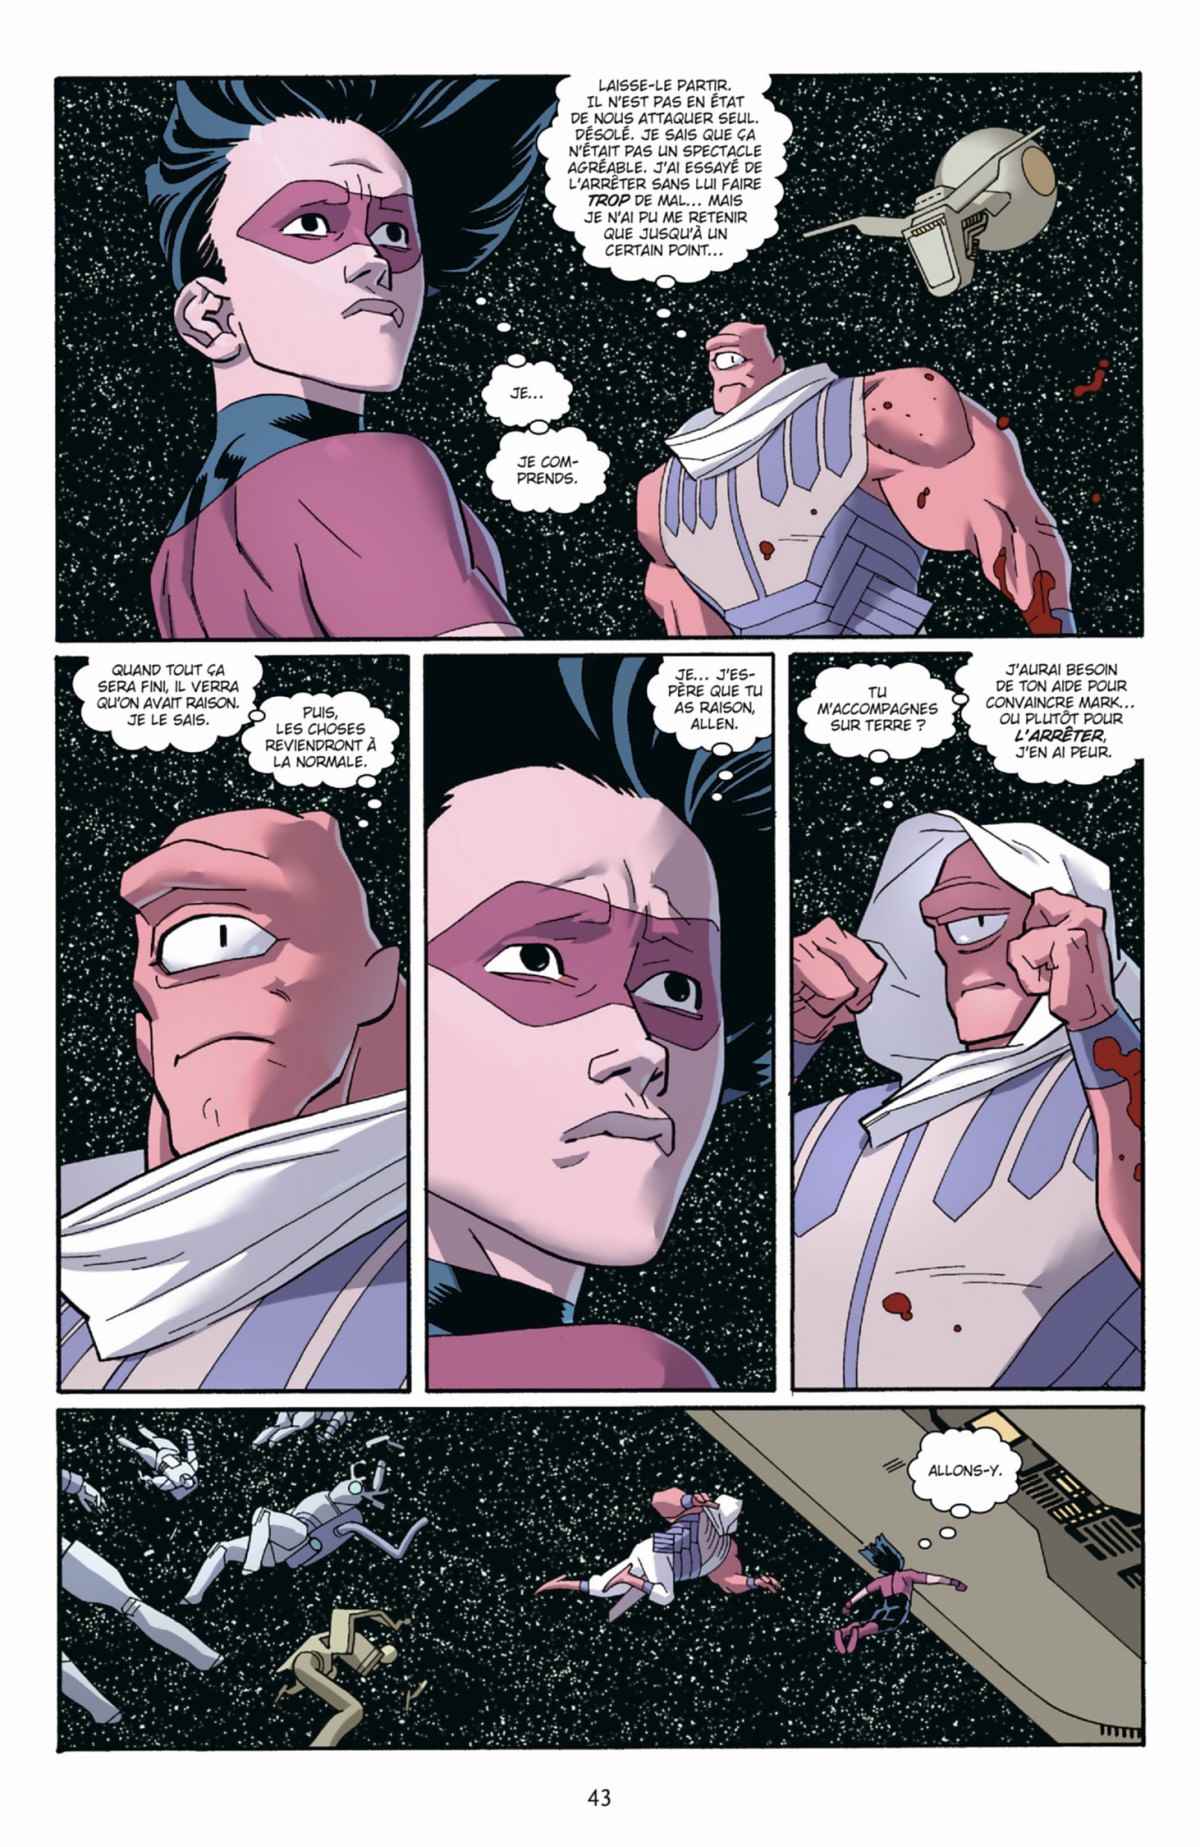 LAISSE-LE PARTIR.
IL N'EST PAS EN ÉTAT
DE NOUS ATTAQUER SEUL.
DÉSOLÉ. JE SAIS QUE ÇA
N'ÉTAIT PAS UN SPECTACLE
AGRÉABLE. J'AI ESSAYÉ DE
L'ARRÊTER SANS LUI FAIRE
TROP DE MAL... MAIS
JE N'AI PU ME RETENIR
QUE JUSQU'À UN
CERTAIN POINT...
JE...
JE COM-
PRENDS.
QUAND TOUT ÇA
SERA FINI, IL VERRA
QU'ON AVAIT RAISON.
JE LE SAIS.
PUIS,
LES CHOSES
REVIENDRONT À
LA NORMALE.
JE... J'ES-
PÈRE QUE TU
AS RAISON,
ALLEN.
TU
M'ACCOMPAGNES
SUR TERRE ?
J'AURAI BESOIN
DE TON AIDE POUR
CONVAINCRE MARK...
OU PLUTÔT POUR
L'ARRÊTER,
J'EN AI PEUR.
ALLONS-Y.
43